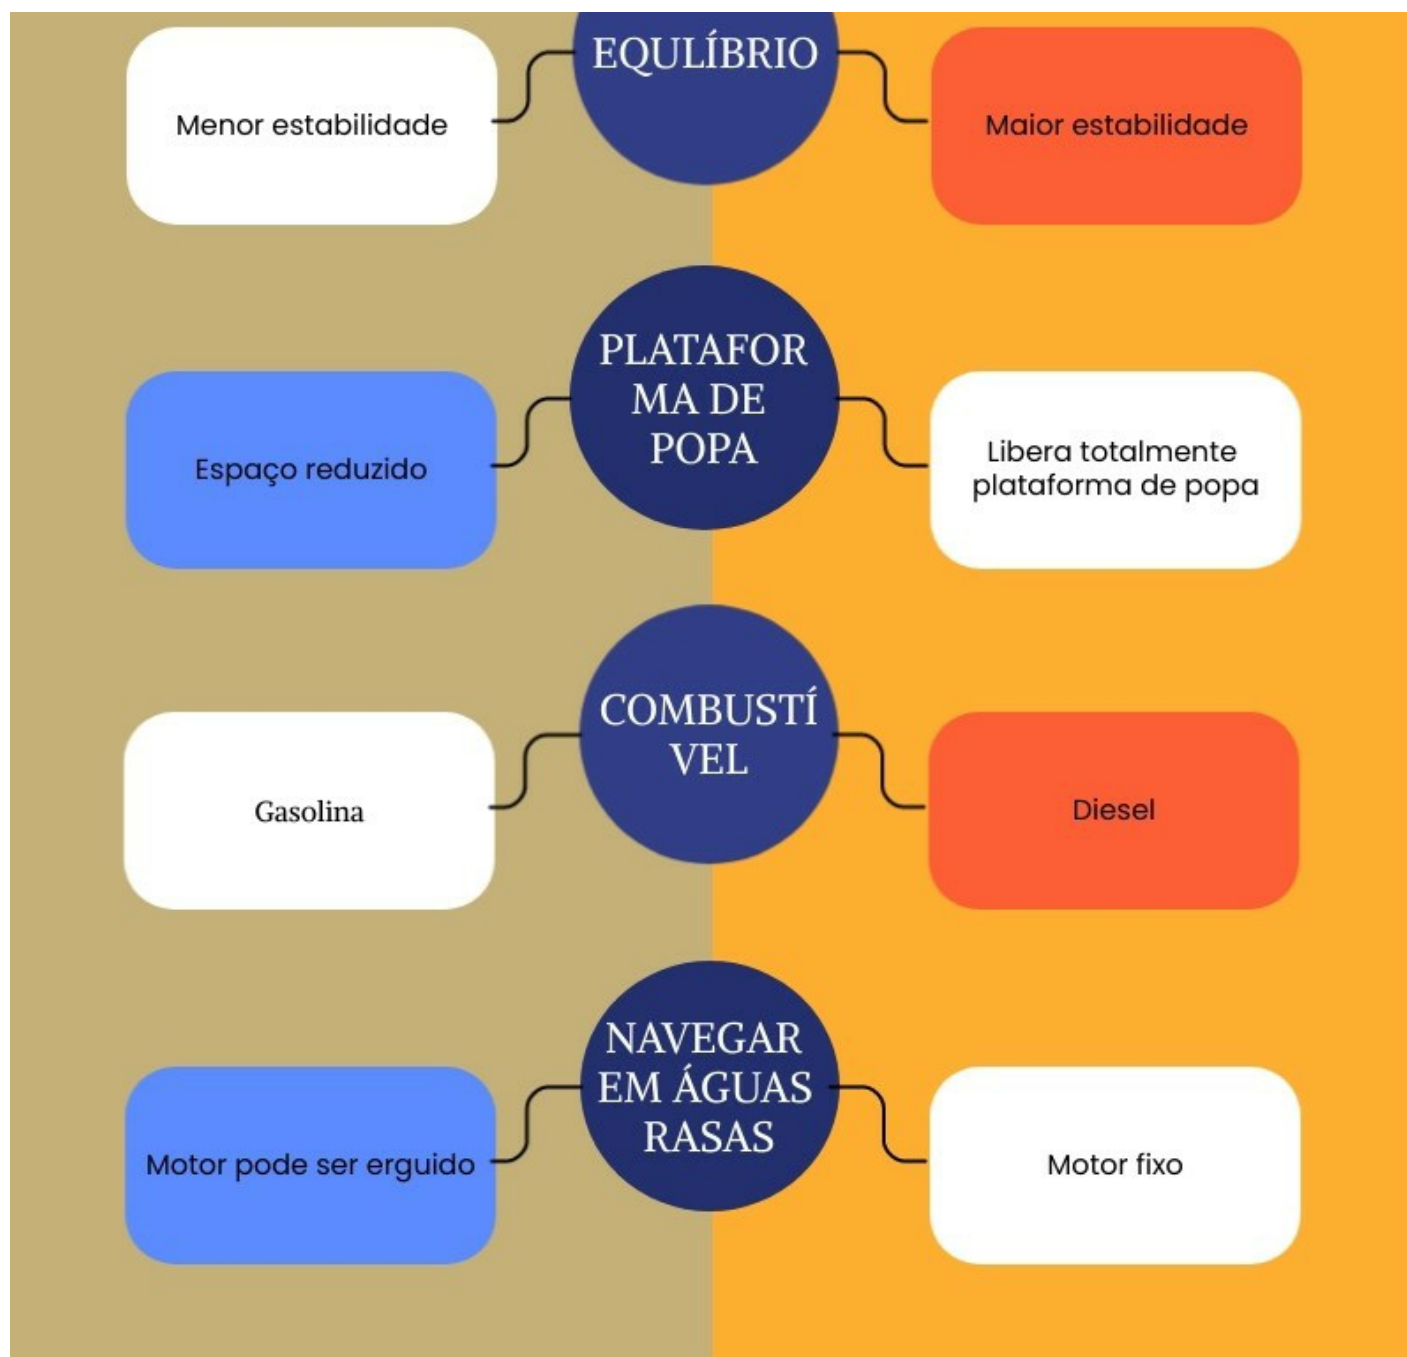 EQULÍBRIO
Menor estabilidade
Maior estabilidade
PLATAFOR
MA DE
POPA
Espaço reduzido
Libera totalmente
plataforma de popa
COMBUSTÍ
VEL
Gasolina
Diesel
NAVEGAR
EM ÁGUAS
RASAS
Motor pode ser erguido
Motor fixo